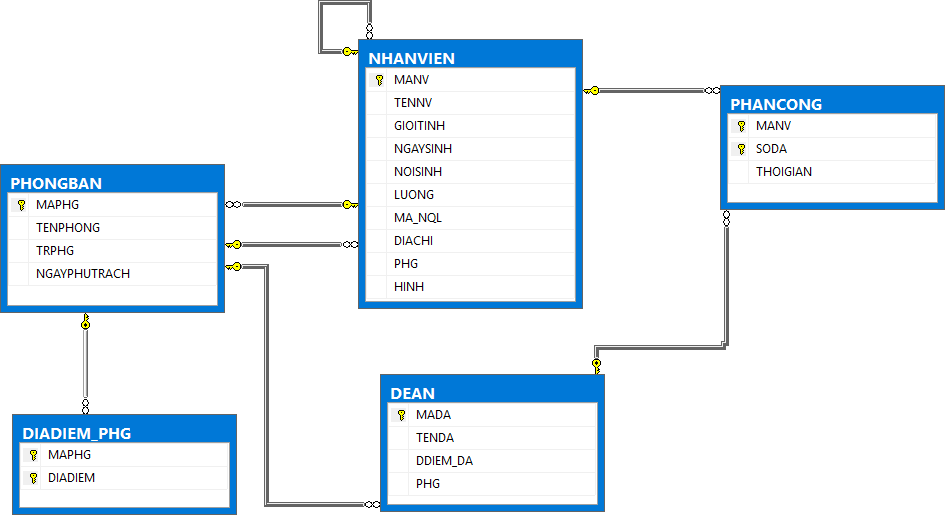 NHANVIEN
MANV
TENNV
GIOITINH
NGAYSINH
NOISINH
LUONG
MA_NQL
DIACHI
PHG
HINH
PHANCONG
MANV
SODA
THOIGIAN
PHONGBAN
MAPHG
TENPHONG
TRPHG
NGAYPHUTRACH
DEAN
MADA
TENDA
DDIEM_DA
PHG
DIADIEM_PHG
MAPHG
DIADIEM